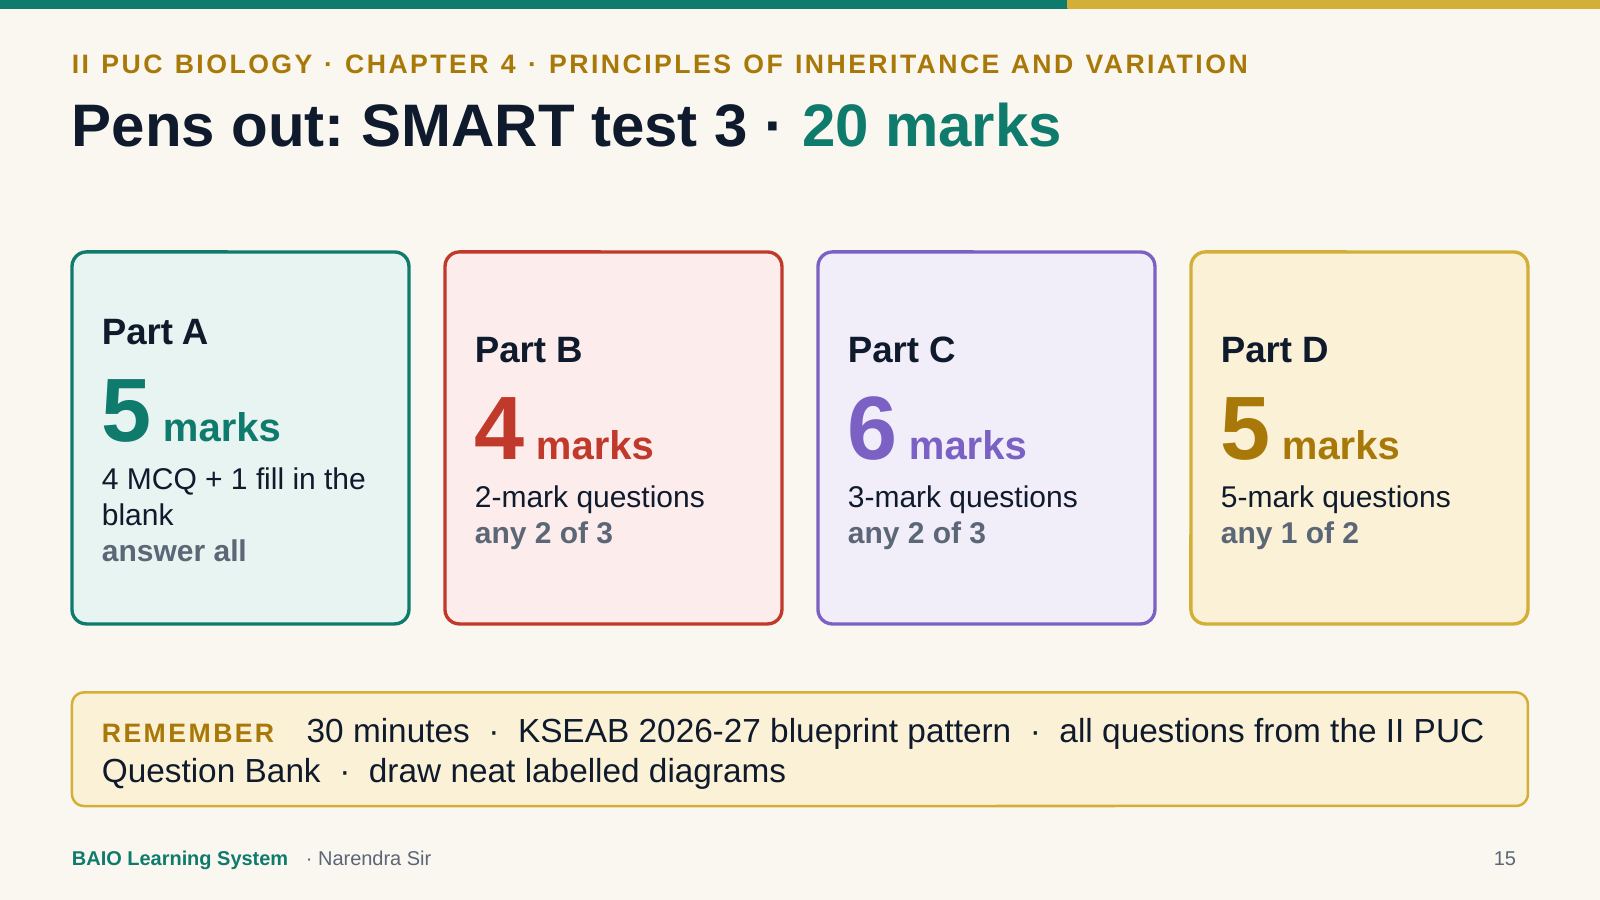 II PUC BIOLOGY · CHAPTER 4 · PRINCIPLES OF INHERITANCE AND VARIATION
Pens out: SMART test 3 · 20 marks
Part A
5 marks
4 MCQ + 1 fill in the
blank
answer all
Part B
4 marks
2-mark questions
any 2 of 3
Part C
6 marks
3-mark questions
any 2 of 3
Part D
5 marks
5-mark questions
any 1 of 2
REMEMBER 30 minutes · KSEAB 2026-27 blueprint pattern · all questions from the II PUC
Question Bank · draw neat labelled diagrams
BAIO Learning System · Narendra Sir
15